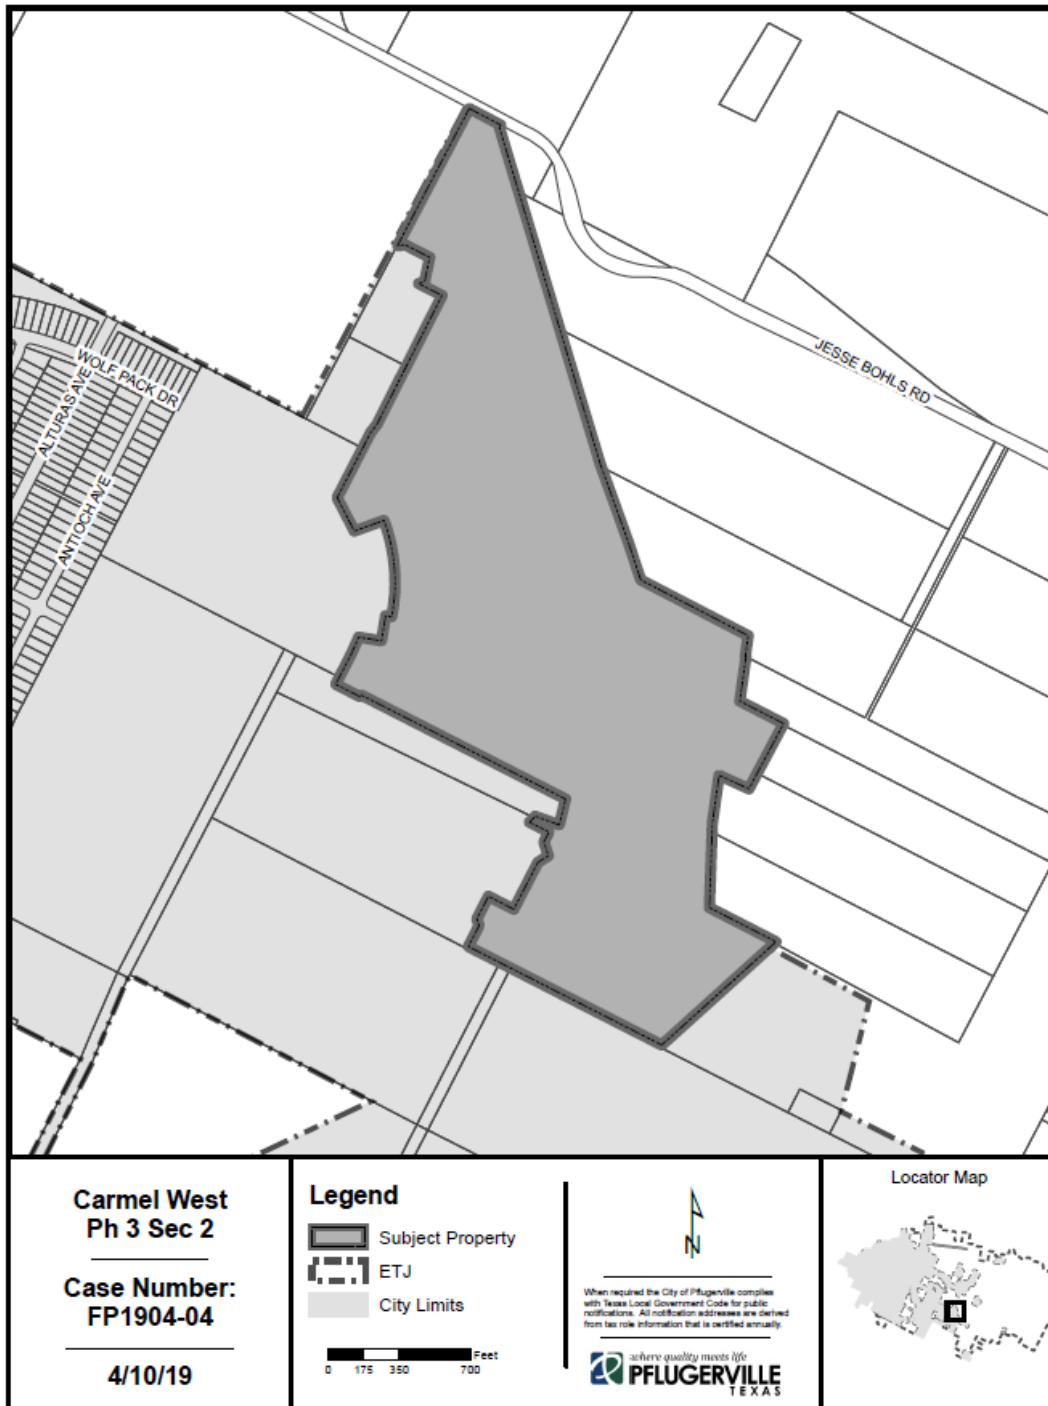 JESSE BOHLS RD
WOLF PACK DR
ALTURAS AVE
ANTIOCH AVE
Carmel West
Ph 3 Sec 2
Case Number:
FP1904-04
4/10/19
Legend
Subject Property
ETJ
City Limits
Feet
0 175 350 700
N
When required the City of Pflugerville complies
with Texas Local Government Code for public
notifications. All notification addresses are derived
from tax role information that is certified annually.
where quality meets life
PFLUGERVILLE
TEXAS
Locator Map